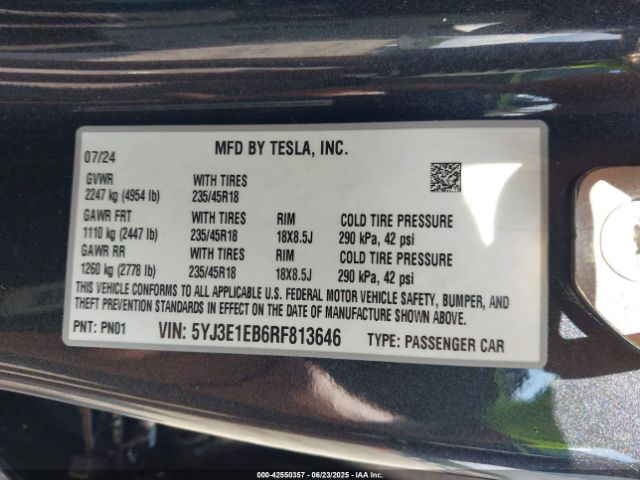 07/24 MFD BY TESLA, INC.
GVWR WITH TIRES
2247 kg (4954 lb) 235/45R18
GAWR FRT WITH TIRES RIM COLD TIRE PRESSURE
1110 kg (2447 lb) 235/45R18 18X8.5J 290 kPa, 42 psi
GAWR RR WITH TIRES RIM COLD TIRE PRESSURE
1260 kg (2778 lb) 235/45R18 18X8.5J 290 kPa, 42 psi
THIS VEHICLE CONFORMS TO ALL APPLICABLE U.S. FEDERAL MOTOR VEHICLE SAFETY, BUMPER, AND
THEFT PREVENTION STANDARDS IN EFFECT ON THE DATE OF MANUFACTURE SHOWN ABOVE.
PNT: PN01 VIN: 5YJ3E1EB6RF813646 TYPE: PASSENGER CAR
000-42550357 - 06/23/2025 - IAAI.COM